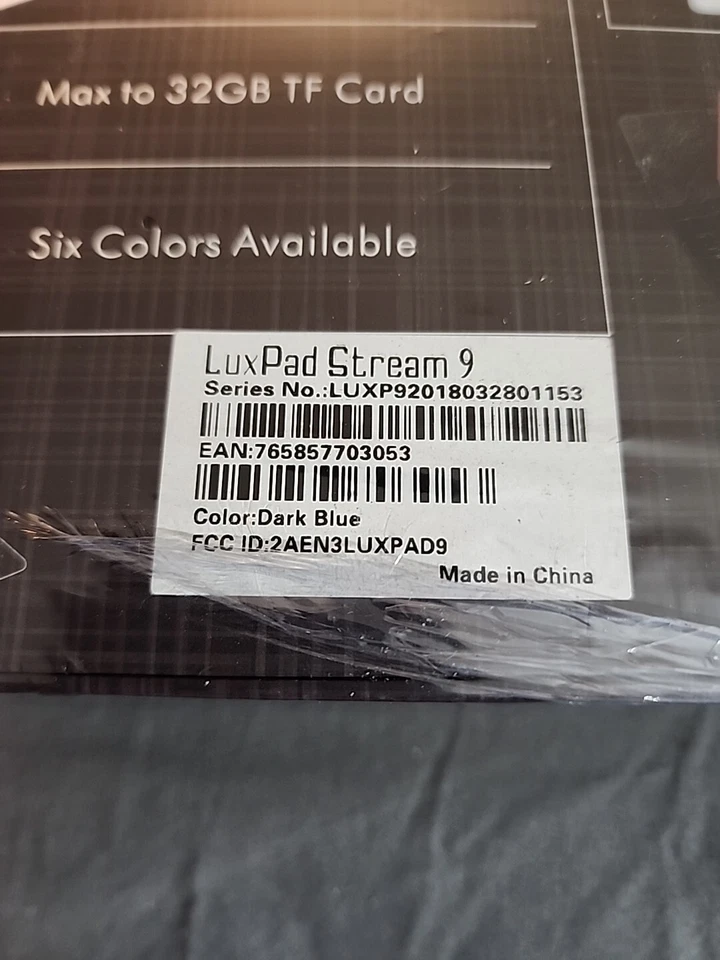 Max to 32GB TF Card
Six Colors Available
LuxPad Stream 9
Series No.:LUXP92018032801153
EAN:765857703053
Color:Dark Blue
FCC ID:2AEN3LUXPAD9
Made in China